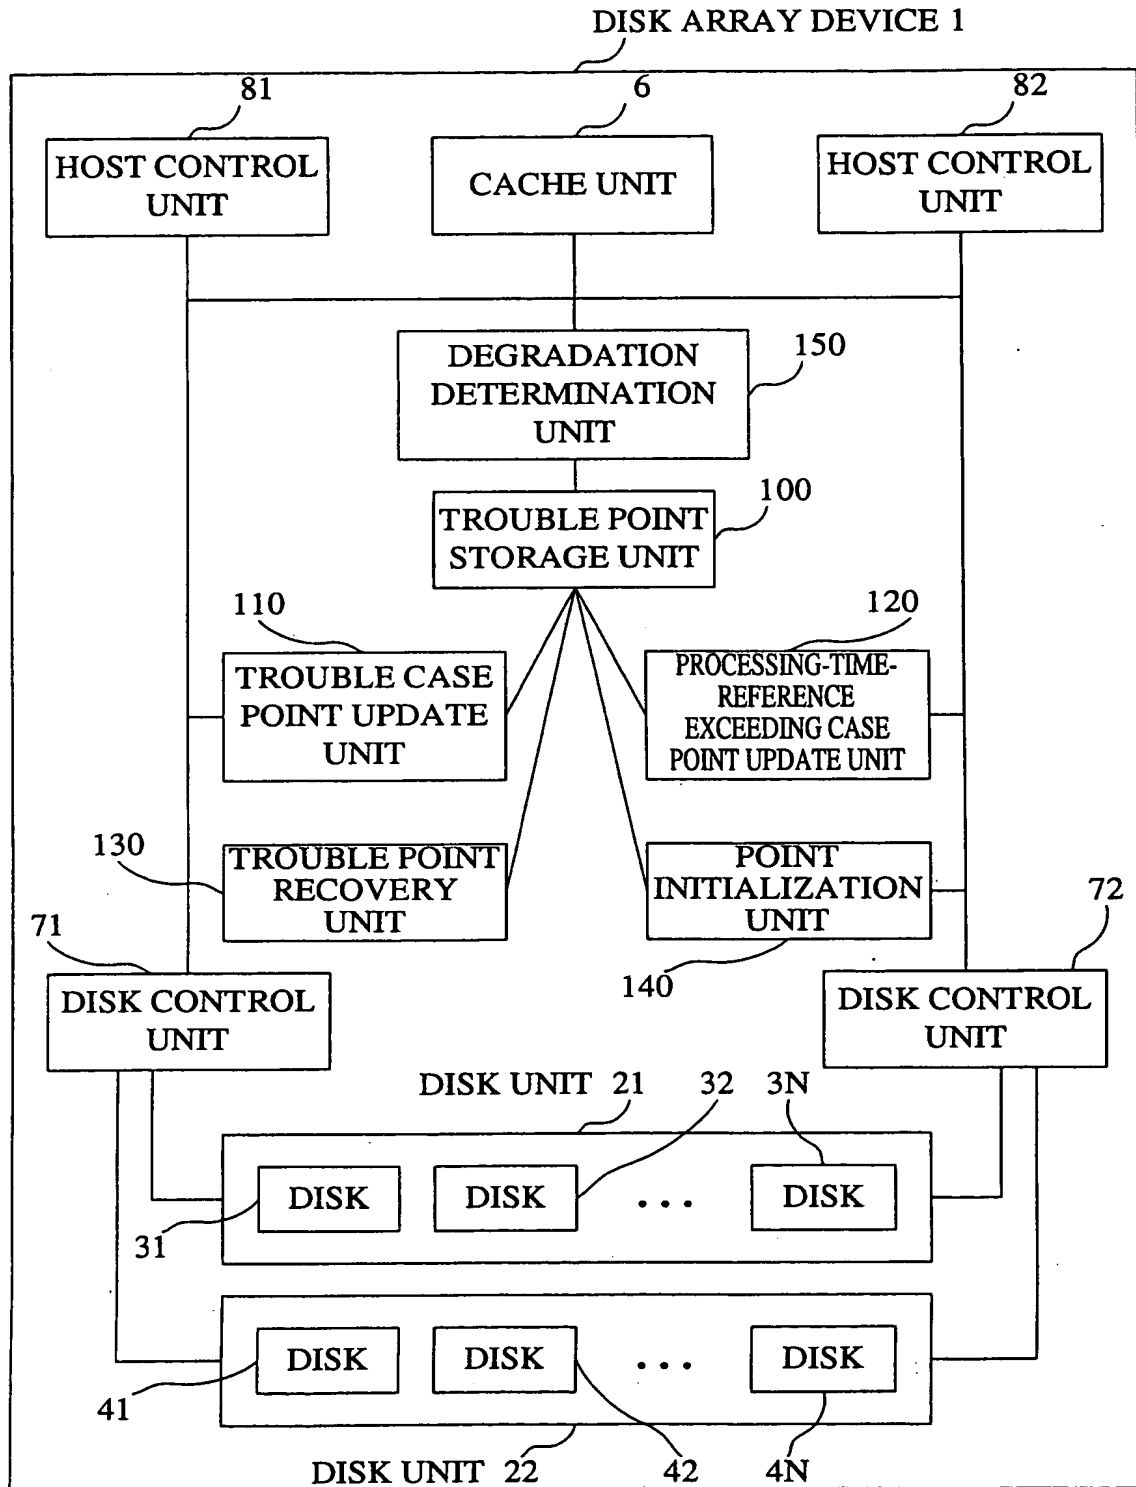 DISK ARRAY DEVICE 1
81
6
82
HOST CONTROL
UNIT
CACHE UNIT
HOST CONTROL
UNIT
DEGRADATION
DETERMINATION
UNIT
150
TROUBLE POINT
STORAGE UNIT
100
110
120
TROUBLE CASE
POINT UPDATE
UNIT
PROCESSING-TIME-
REFERENCE
EXCEEDING CASE
POINT UPDATE UNIT
130
TROUBLE POINT
RECOVERY
UNIT
POINT
INITIALIZATION
UNIT
71
72
140
DISK CONTROL
UNIT
DISK CONTROL
UNIT
DISK UNIT 21
32
3N
DISK
DISK
...
DISK
31
DISK
DISK
...
DISK
41
DISK UNIT 22
42
4N